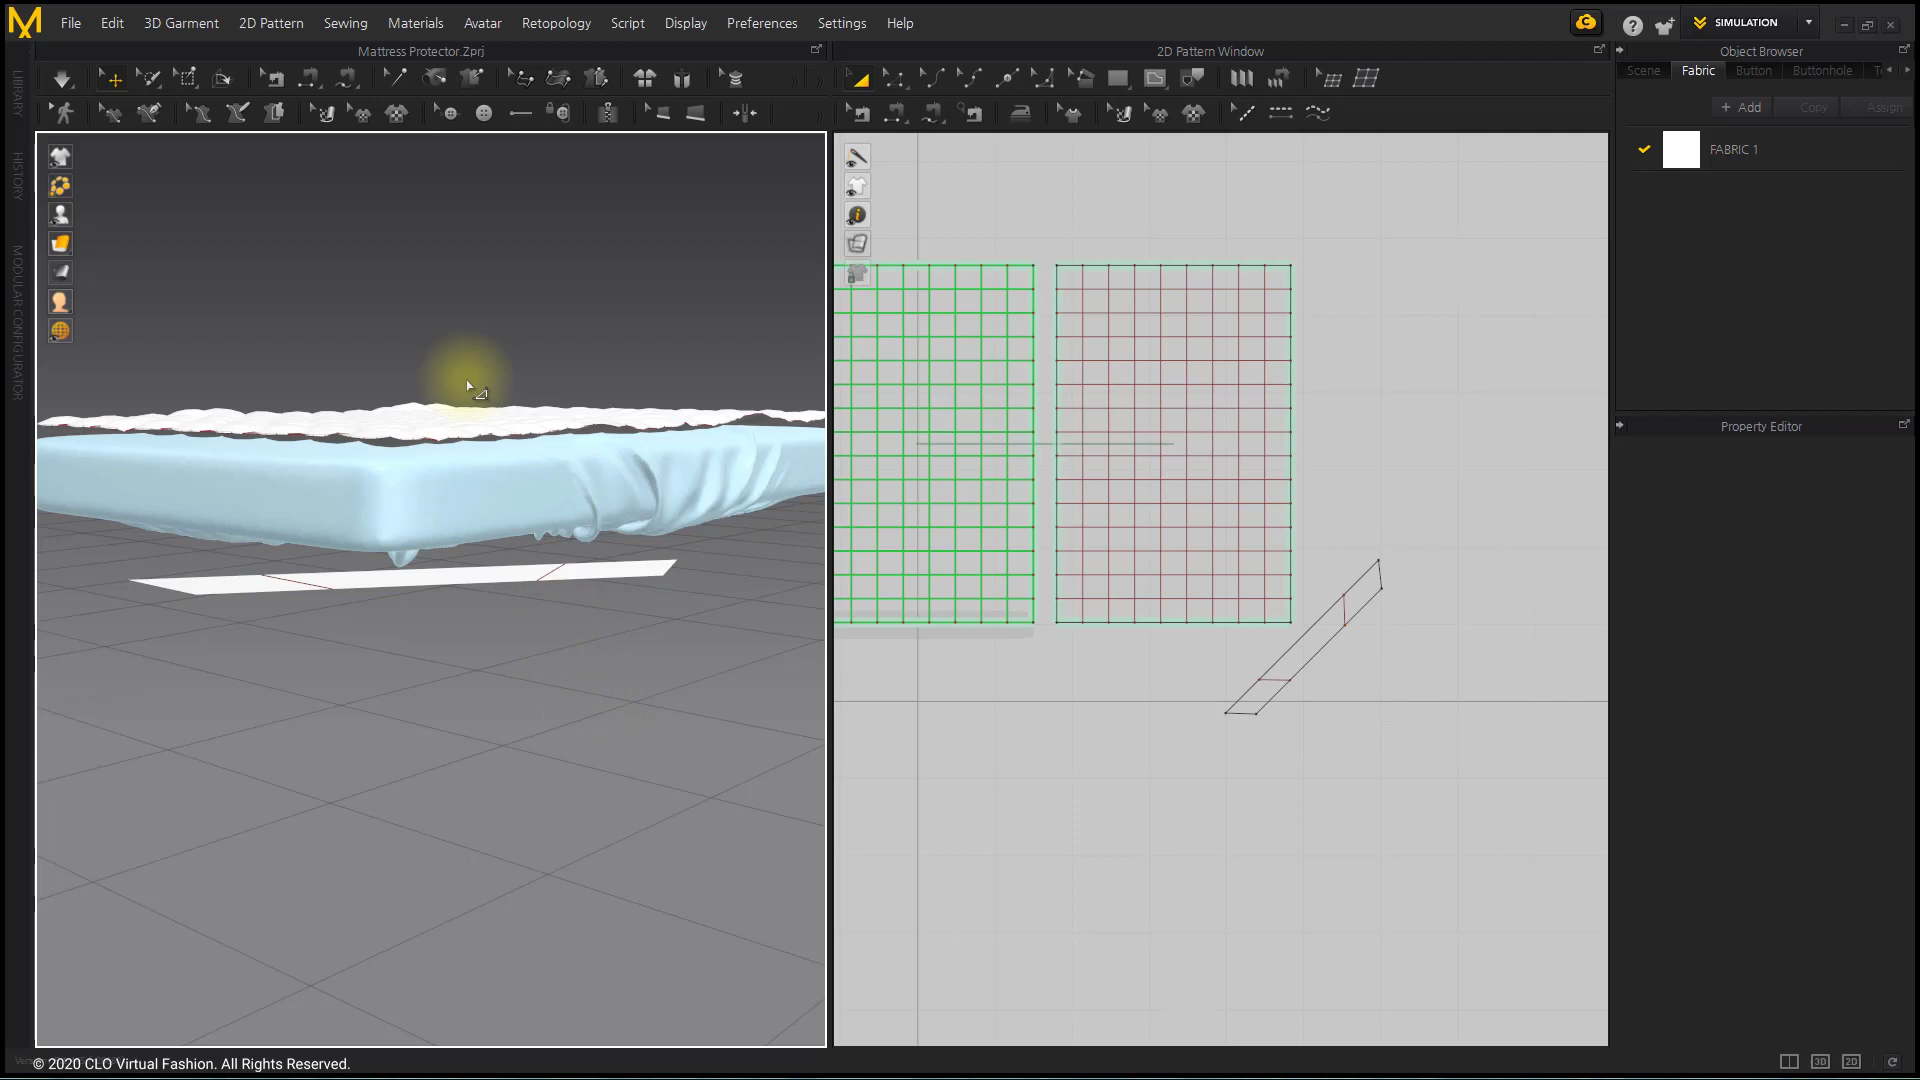 File Edit 3D Garment 2D Pattern Sewing Materials Avatar Retopology Script Display Preferences Settings Help
SIMULATION
Mattress Protector.Zprj
2D Pattern Window
Object Browser
Scene Fabric Button Buttonhole
+ Add Copy Assign
FABRIC 1
LIBRARY
HISTORY
MODULAR CONFIGURATOR
Property Editor
© 2020 CLO Virtual Fashion. All Rights Reserved.
3D 2D